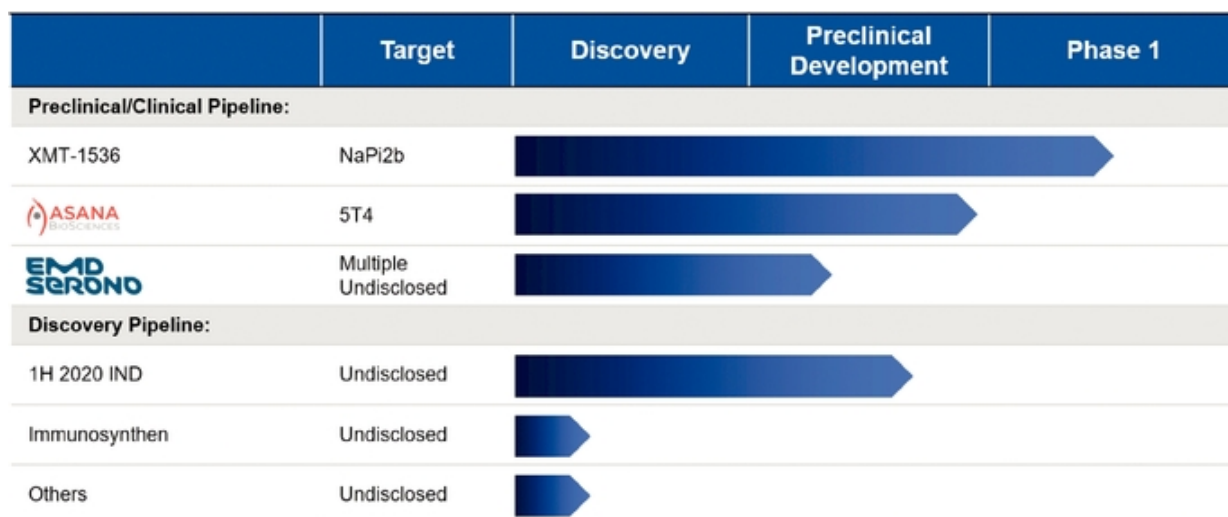 Target Discovery Preclinical Development Phase 1
Preclinical/Clinical Pipeline:
XMT-1536 NaPi2b
ASANA BIOSCIENCES 5T4
EMD SERONO Multiple Undisclosed
Discovery Pipeline:
1H 2020 IND Undisclosed
Immunosynthen Undisclosed
Others Undisclosed